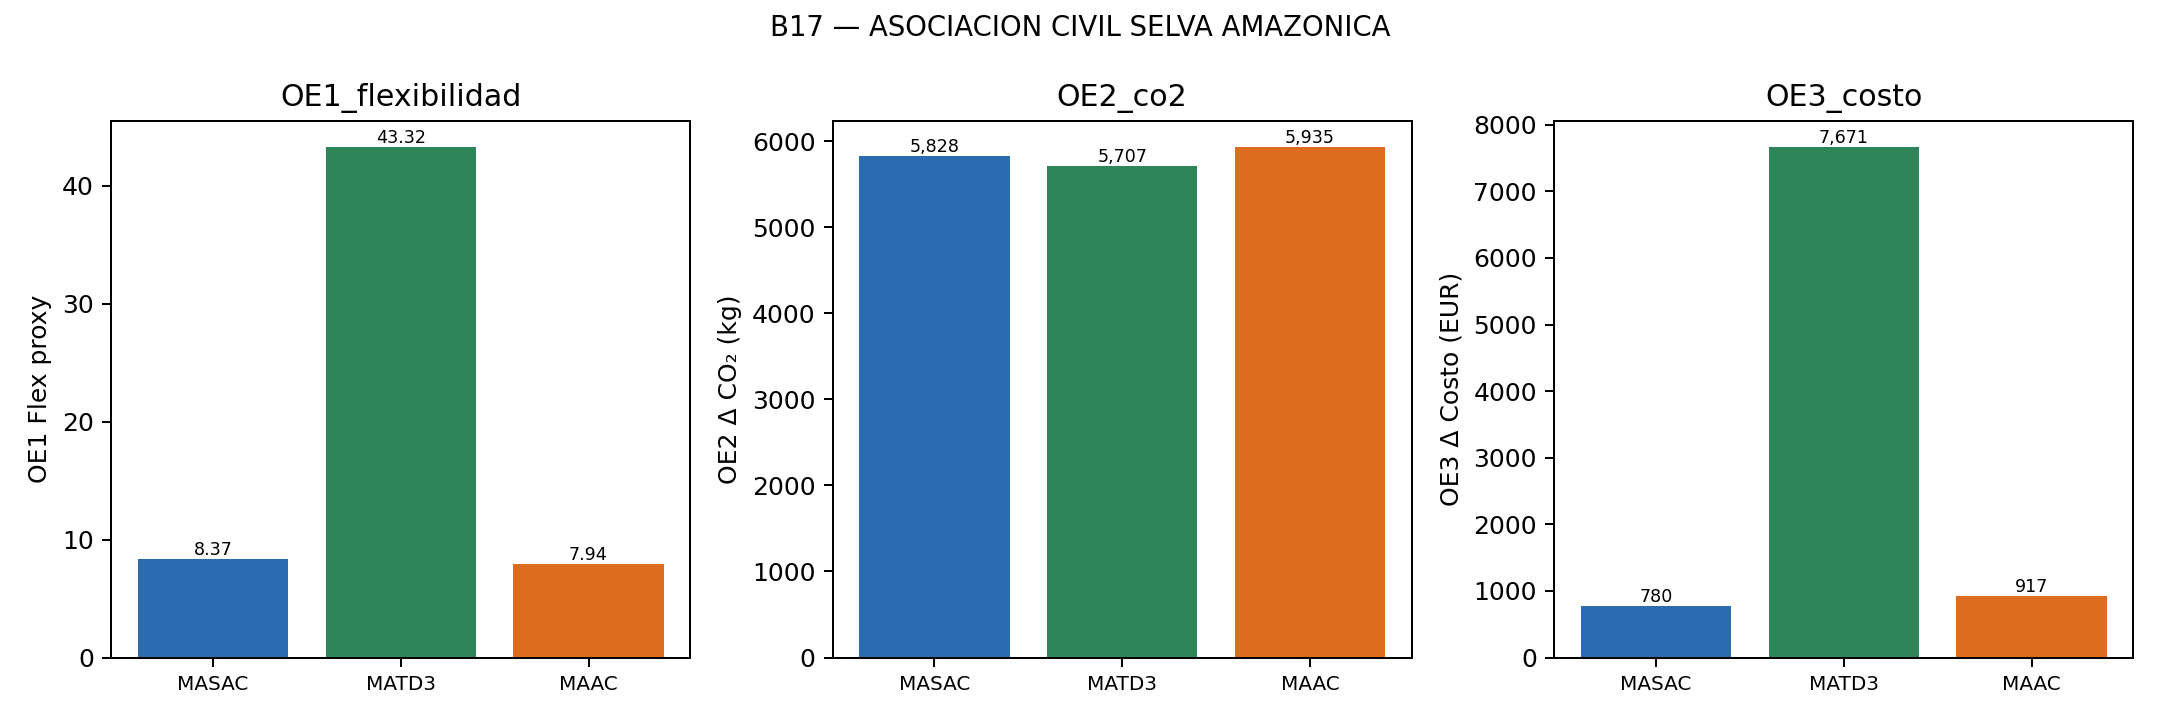 B17 — ASOCIACION CIVIL SELVA AMAZONICA
OE1_flexibilidad
OE1 Flex proxy
40
30
20
10
0
43.32
8.37
7.94
MASAC
MATD3
MAAC
OE2_co2
OE2 Δ CO₂ (kg)
6000
5000
4000
3000
2000
1000
0
5,828
5,707
5,935
MASAC
MATD3
MAAC
OE3_costo
OE3 Δ Costo (EUR)
8000
7000
6000
5000
4000
3000
2000
1000
0
7,671
780
917
MASAC
MATD3
MAAC